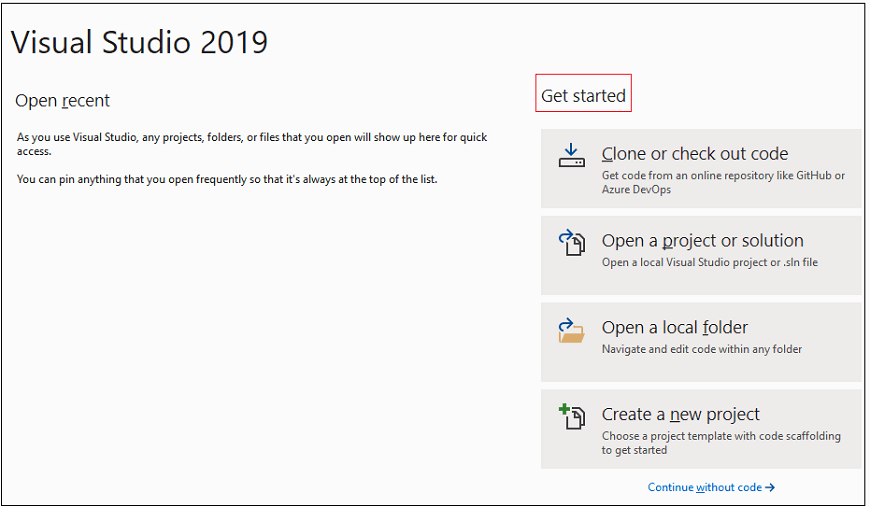 Visual Studio 2019
Open recent
As you use Visual Studio, any projects, folders, or files that you open will show up here for quick
access.
You can pin anything that you open frequently so that it's always at the top of the list.
Get started
Clone or check out code
Get code from an online repository like GitHub or
Azure DevOps
Open a project or solution
Open a local Visual Studio project or .sln file
Open a local folder
Navigate and edit code within any folder
Create a new project
Choose a project template with code scaffolding
to get started
Continue without code →